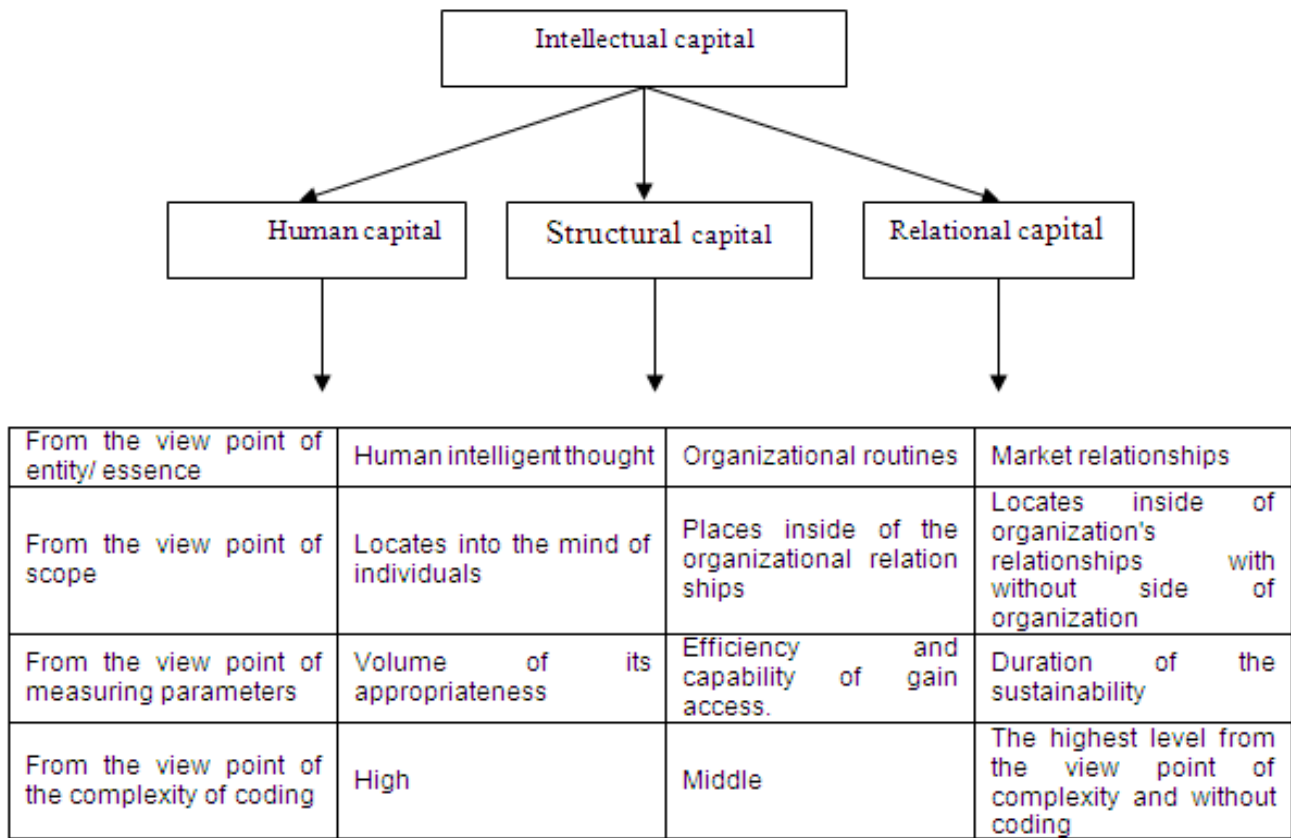 Intellectual capital
Human capital
Structural capital
Relational capital
From the view point of
entity/ essence
Human intelligent thought
Organizational routines
Market relationships
From the view point of
scope
Locates into the mind of
individuals
Places inside of the
organizational relation
ships
Locates inside of
organization's
relationships with
without side of
organization
From the view point of
measuring parameters
Volume of its
appropriateness
Efficiency and
capability of gain
access.
Duration of the
sustainability
From the view point of
the complexity of coding
High
Middle
The highest level from
the view point of
complexity and without
coding